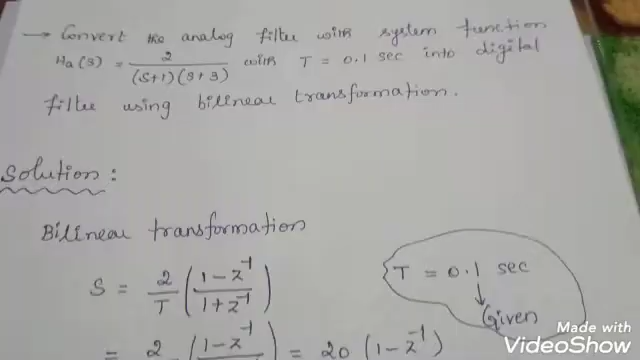 → Convert the analog filter with system function
Ha(s) = 2/((s+1)(s+3)) with T = 0.1 sec into digital
filter using bilinear transformation.
Solution:
Bilinear transformation
S = 2/T ((1-z⁻¹)/(1+z⁻¹))
T = 0.1 sec
↓
Given
= 2 (1-z⁻¹ = 20 (1-z⁻¹)
Made with
VideoShow